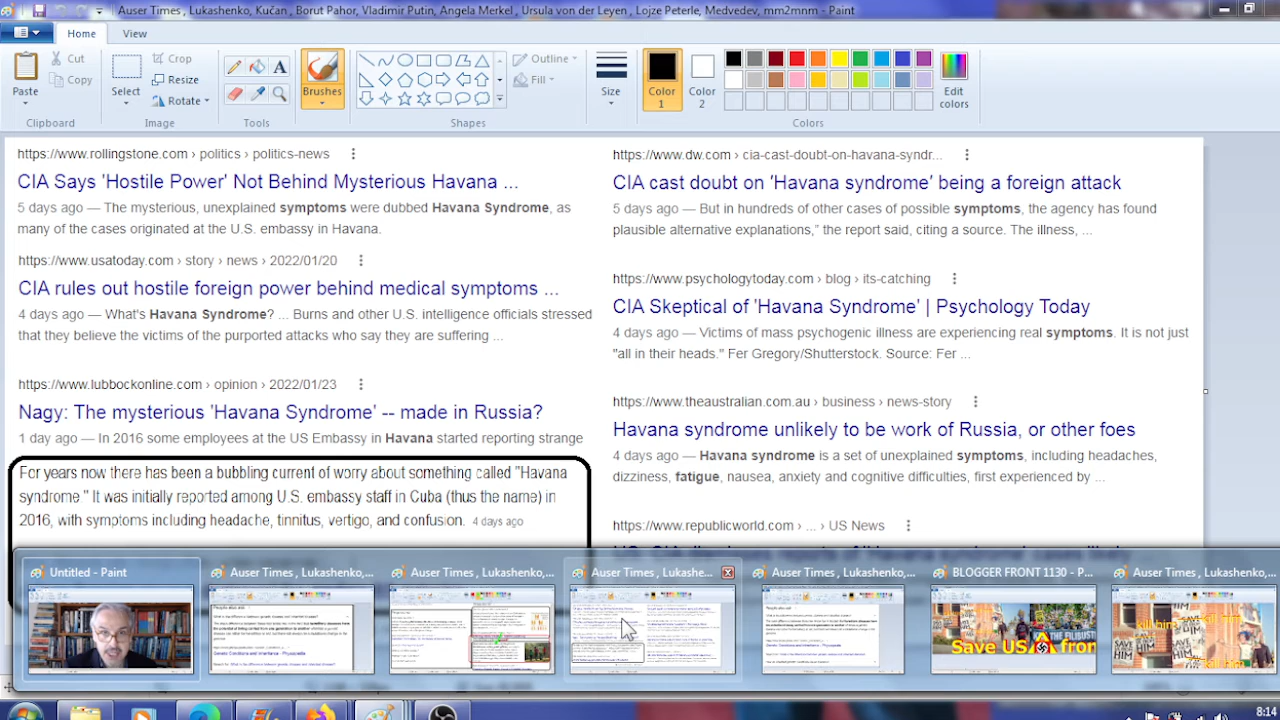 Auser Times , Lukashenko, Kučan , Borut Pahor, Vladimir Putin, Angela Merkel , Ursula von der Leyen , Lojze Peterle, Medvedev, mm2mnm - Paint
Home View
Paste
Cut
Copy
Clipboard
Select
Crop
Resize
Rotate
Image
Tools
Brushes
Outline
Fill
Shapes
Size
Color 1
Color 2
Edit colors
Colors
https://www.rollingstone.com › politics › politics-news
CIA Says 'Hostile Power' Not Behind Mysterious Havana ...
5 days ago — The mysterious, unexplained symptoms were dubbed Havana Syndrome, as
many of the cases originated at the U.S. embassy in Havana.
https://www.usatoday.com › story › news › 2022/01/20
CIA rules out hostile foreign power behind medical symptoms ...
4 days ago — What's Havana Syndrome? ... Burns and other U.S. intelligence officials stressed
that they believe the victims of the purported attacks who say they are suffering ...
https://www.lubbockonline.com › opinion › 2022/01/23
Nagy: The mysterious 'Havana Syndrome' -- made in Russia?
1 day ago — In 2016 some employees at the US Embassy in Havana started reporting strange
For years now there has been a bubbling current of worry about something called "Havana
syndrome " It was initially reported among U.S. embassy staff in Cuba (thus the name) in
2016, with symptoms including headache, tinnitus, vertigo, and confusion. 4 days ago
https://www.dw.com › cia-cast-doubt-on-havana-syndr...
CIA cast doubt on ′Havana syndrome′ being a foreign attack
5 days ago — But in hundreds of other cases of possible symptoms, the agency has found
plausible alternative explanations,” the report said, citing a source. The illness, ...
https://www.psychologytoday.com › blog › its-catching
CIA Skeptical of 'Havana Syndrome' | Psychology Today
4 days ago — Victims of mass psychogenic illness are experiencing real symptoms. It is not just
"all in their heads." Fer Gregory/Shutterstock. Source: Fer ...
https://www.theaustralian.com.au › business › news-story
Havana syndrome unlikely to be work of Russia, or other foes
4 days ago — Havana syndrome is a set of unexplained symptoms, including headaches,
dizziness, fatigue, nausea, anxiety and cognitive difficulties, first experienced by ...
https://www.republicworld.com › ... › US News
Untitled - Paint
Auser Times , Lukashenko,...
Auser Times , Lukashenko,...
Auser Times , Lukashe...
Auser Times , Lukashenko,...
BLOGGER FRONT 1130 - P...
Auser Times , Lukashenko,
8:14